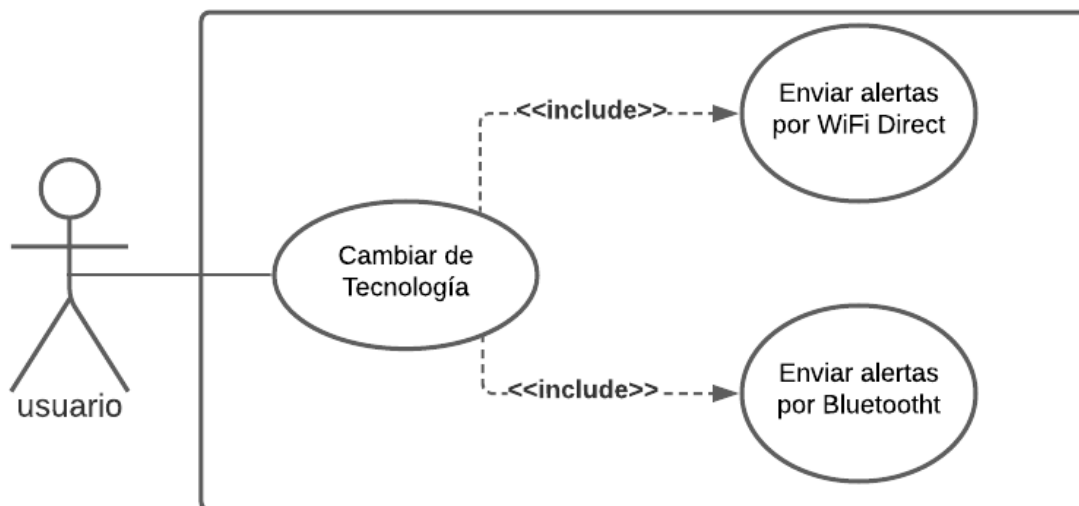 Enviar alertas
por WiFi Direct
<<include>>
Cambiar de
Tecnología
<<include>>
Enviar alertas
por Bluetootht
usuario